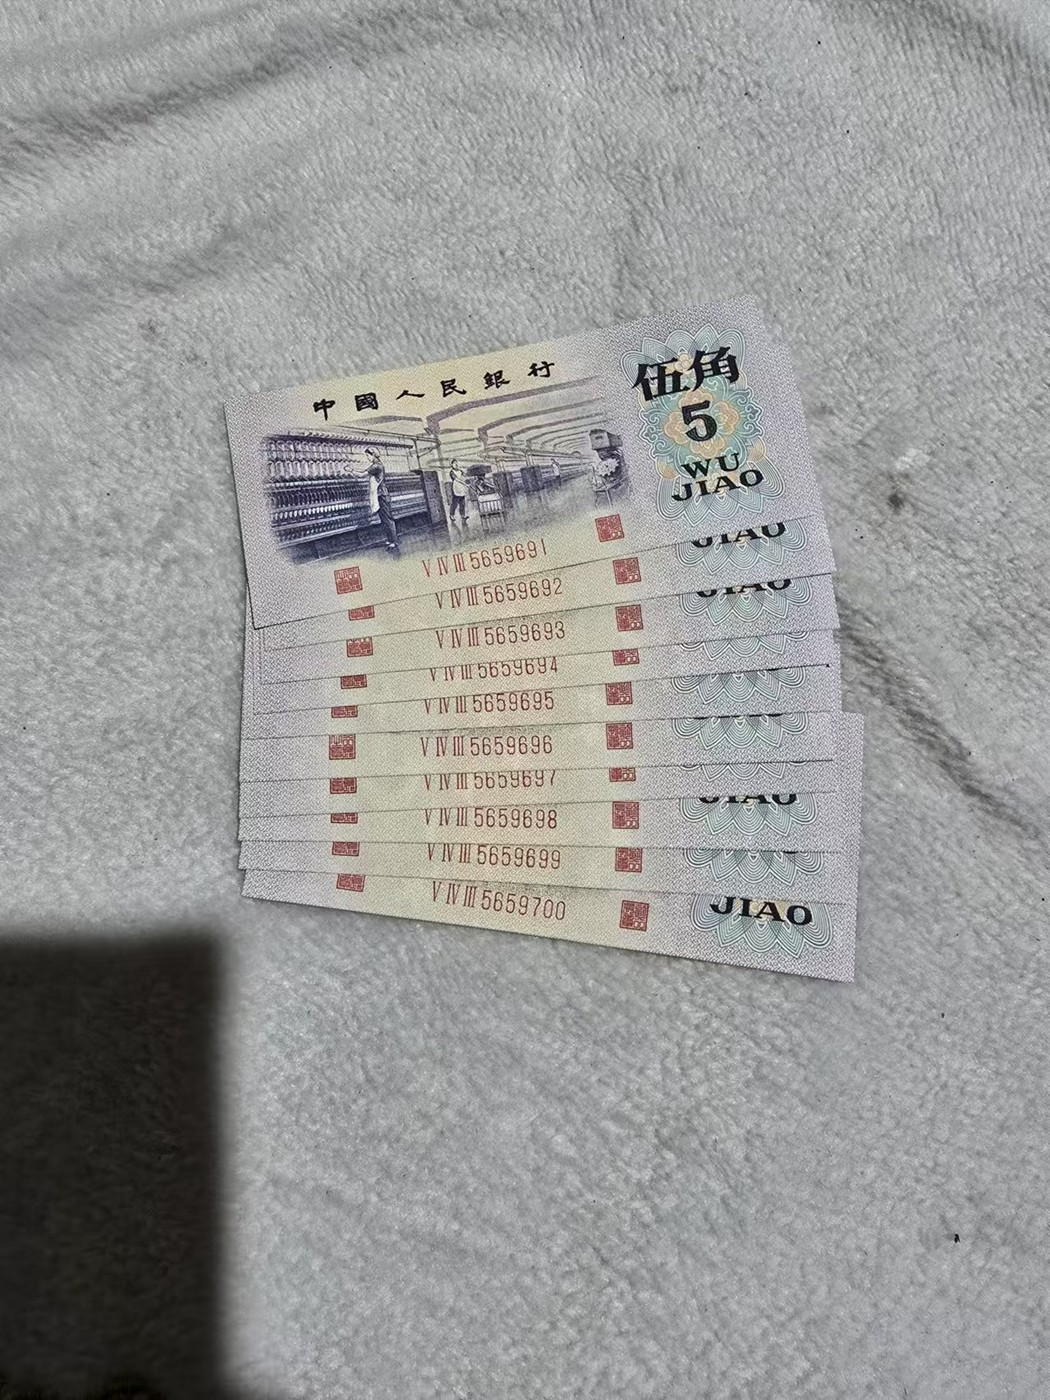 中國人民銀行
伍角
5
WU
JIAO
V IV III 5659691
JIAO
V IV III 5659692
JIAO
V IV III 5659693
V IV III 5659694
V IV III 5659695
V IV III 5659696
V IV III 5659697
JIAO
V IV III 5659698
V IV III 5659699
V IV III 5659700
JIAO